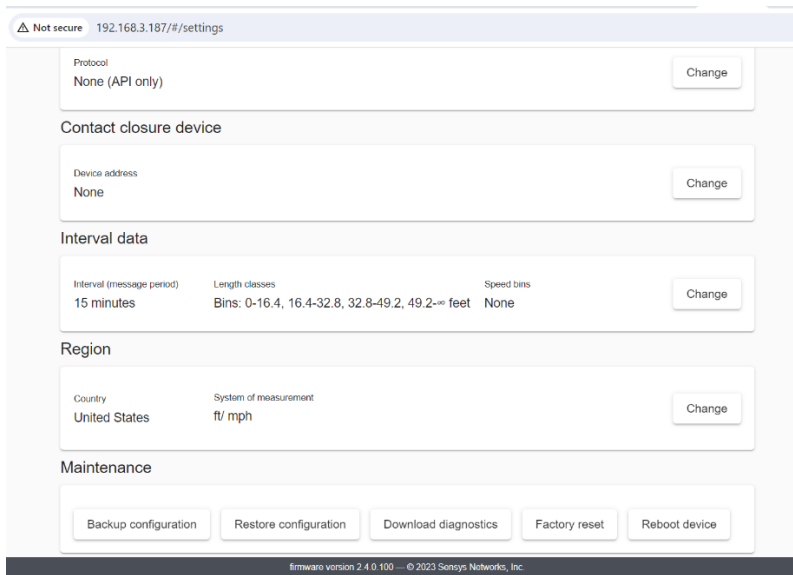 Not secure 192.168.3.187/#/settings
Protocol
None (API only)
Change
Contact closure device
Device address
None
Change
Interval data
Interval (message period) Length classes Speed bins
15 minutes Bins: 0-16.4, 16.4-32.8, 32.8-49.2, 49.2-∞ feet None
Change
Region
Country System of measurement
United States ft/ mph
Change
Maintenance
Backup configuration Restore configuration Download diagnostics Factory reset Reboot device
firmware version 2.4.0.100 — © 2023 Sensys Networks, Inc.